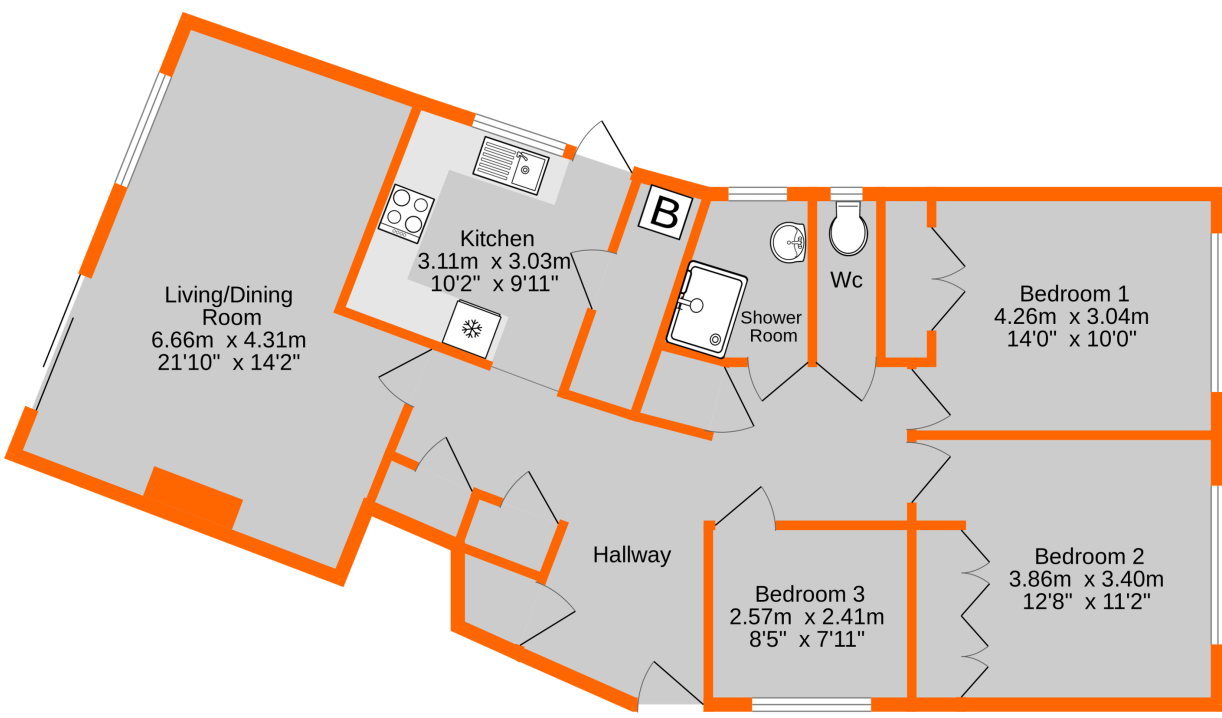 B
Kitchen
3.11m x 3.03m
10'2" x 9'11"
Living/Dining
Room
6.66m x 4.31m
21'10" x 14'2"
Shower
Room
Wc
Bedroom 1
4.26m x 3.04m
14'0" x 10'0"
Hallway
Bedroom 3
2.57m x 2.41m
8'5" x 7'11"
Bedroom 2
3.86m x 3.40m
12'8" x 11'2"